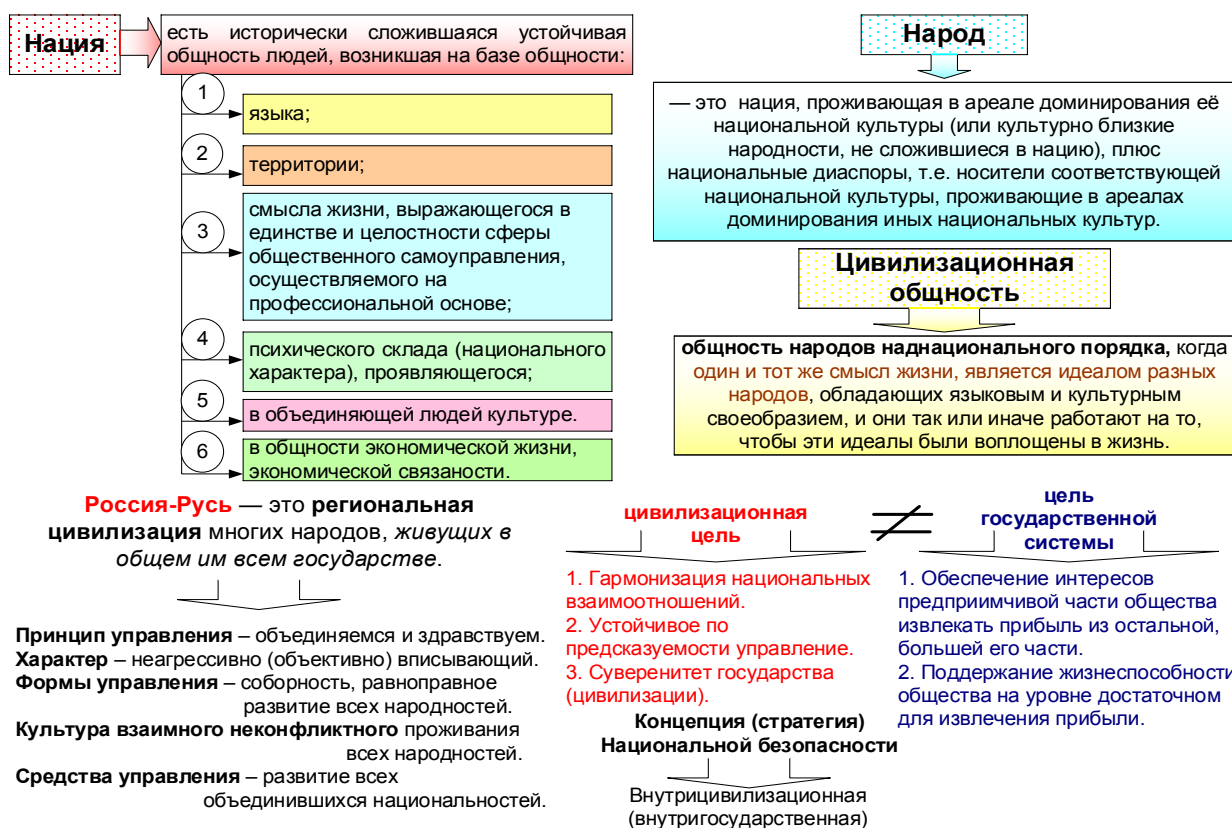 Нация
есть исторически сложившаяся устойчивая
общность людей, возникшая на базе общности:
1
языка;
2
территории;
3
смысла жизни, выражающегося в
единстве и целостности сферы
общественного самоуправления,
осуществляемого на
профессиональной основе;
4
психического склада (национального
характера), проявляющегося;
5
в объединяющей людей культуре.
6
в общности экономической жизни,
экономической связаности.
Народ
— это нация, проживающая в ареале доминирования её
национальной культуры (или культурно близкие
народности, не сложившиеся в нацию), плюс
национальные диаспоры, т.е. носители соответствующей
национальной культуры, проживающие в ареалах
доминирования иных национальных культур.
Цивилизационная
общность
общность народов наднационального порядка, когда
один и тот же смысл жизни, является идеалом разных
народов, обладающих языковым и культурным
своеобразием, и они так или иначе работают на то,
чтобы эти идеалы были воплощены в жизнь.
Россия-Русь — это региональная
цивилизация многих народов, живущих в
общем им всем государстве.
Принцип управления – объединяемся и здравствуем.
Характер – неагрессивно (объективно) вписывающий.
Формы управления – соборность, равноправное
развитие всех народностей.
Культура взаимного неконфликтного проживания
всех народностей.
Средства управления – развитие всех
объединившихся национальностей.
цивилизационная
цель
≠
цель
государственной
системы
1. Гармонизация национальных
взаимоотношений.
2. Устойчивое по
предсказуемости управление.
3. Суверенитет государства
(цивилизации).
1. Обеспечение интересов
предприимчивой части общества
извлекать прибыль из остальной,
большей его части.
2. Поддержание жизнеспособности
общества на уровне достаточном
для извлечения прибыли.
Концепция (стратегия)
Национальной безопасности
Внутрицивилизационная
(внутригосударственная)